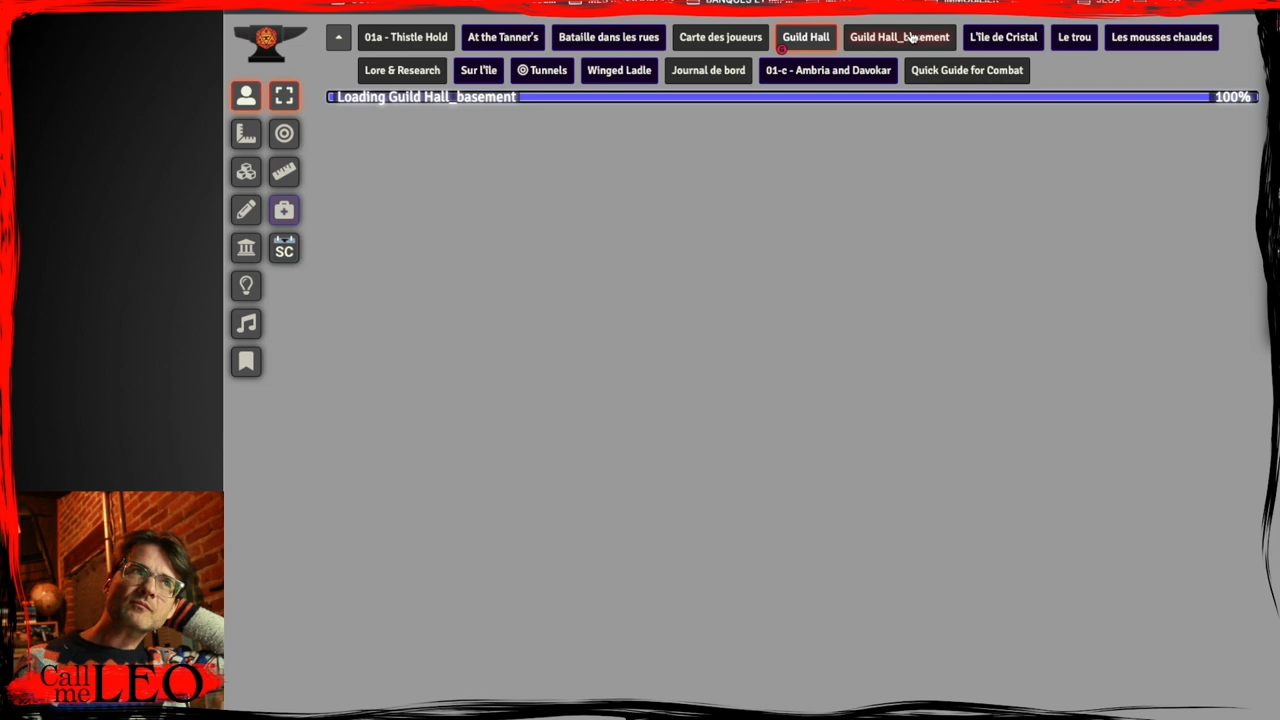 01a - Thistle Hold
At the Tanner's
Bataille dans les rues
Carte des joueurs
Guild Hall
Guild Hall_basement
L'Île de Cristal
Le trou
Les mousses chaudes
Lore & Research
Sur l'île
Tunnels
Winged Ladle
Journal de bord
01-c - Ambria and Davokar
Quick Guide for Combat
Loading Guild Hall_basement
100%
SC
Call
me LEO